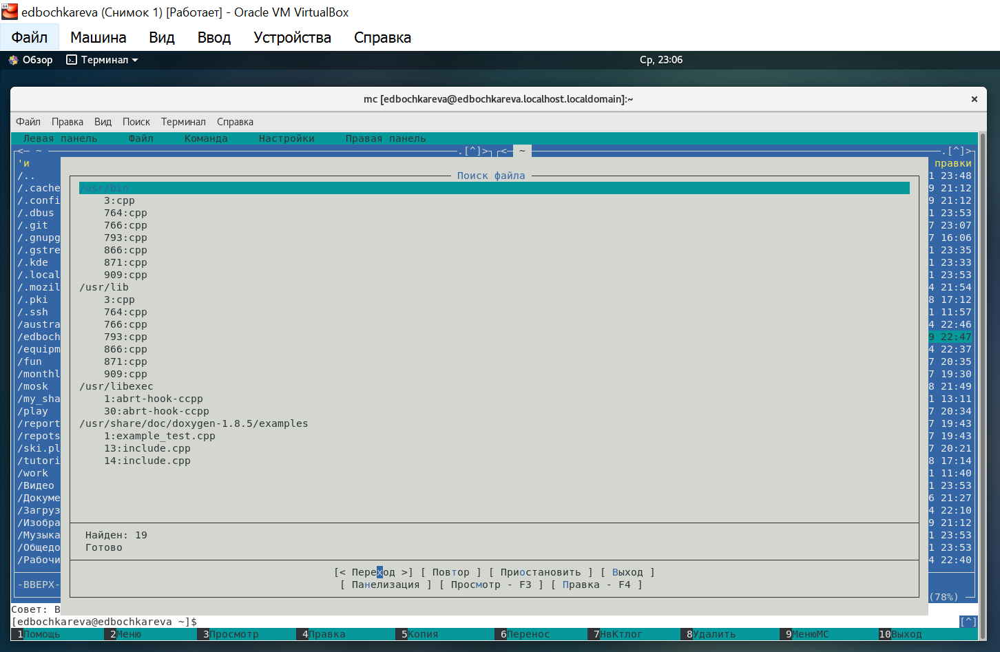 edbochkareva (Снимок 1) [Работает] - Oracle VM VirtualBox
Файл Машина Вид Ввод Устройства Справка
Обзор Терминал Ср, 23:06
mc [edbochkareva@edbochkareva.localhost.localdomain]:~
Файл Правка Вид Поиск Терминал Справка
Левая панель Файл Команда Настройки Правая панель
<─ ~ .[^]> <─ ~ .[^]>
'и правки
/.. Поиск файла 1 23:48
/.cache /usr/bin 9 21:12
/.confi 3:cpp 9 21:12
/.dbus 764:cpp 1 23:53
/.git 766:cpp 7 23:07
/.gnupg 793:cpp 7 16:06
/.gstre 866:cpp 1 23:35
/.kde 871:cpp 1 23:33
/.local 909:cpp 1 23:53
/.mozil /usr/lib 4 21:54
/.pki 3:cpp 8 17:12
/.ssh 764:cpp 1 11:57
/austra 766:cpp 4 22:46
/edboch 793:cpp 9 22:47
/equipm 866:cpp 4 22:37
/fun 871:cpp 7 20:35
/monthl 909:cpp 7 19:30
/mosk /usr/libexec 8 21:49
/my_sha 1:abrt-hook-ccpp 1 13:11
/play 30:abrt-hook-ccpp 7 20:34
/report /usr/share/doc/doxygen-1.8.5/examples 7 19:43
/repots 1:example_test.cpp 7 19:43
/ski.pl 13:include.cpp 7 20:21
/tutori 14:include.cpp 8 17:14
/work 1 11:40
/Видео 1 23:53
/Докуме 6 21:27
/Загруз 4 22:10
/Изобра 9 21:12
/Музыка Найден: 19 1 23:53
/Общедо Готово 1 23:53
/Рабочи 4 22:40
[< Переход >] [ Повтор ] [ Приостановить ] [ Выход ]
-ВВЕРХ- [ Панелизация ] [ Просмотр - F3 ] [ Правка - F4 ]
(78%)
Совет: В
[edbochkareva@edbochkareva ~]$ [^]
1Помощь 2Меню 3Просмотр 4Правка 5Копия 6Перенос 7НвКтлог 8Удалить 9МенюМС 10Выход